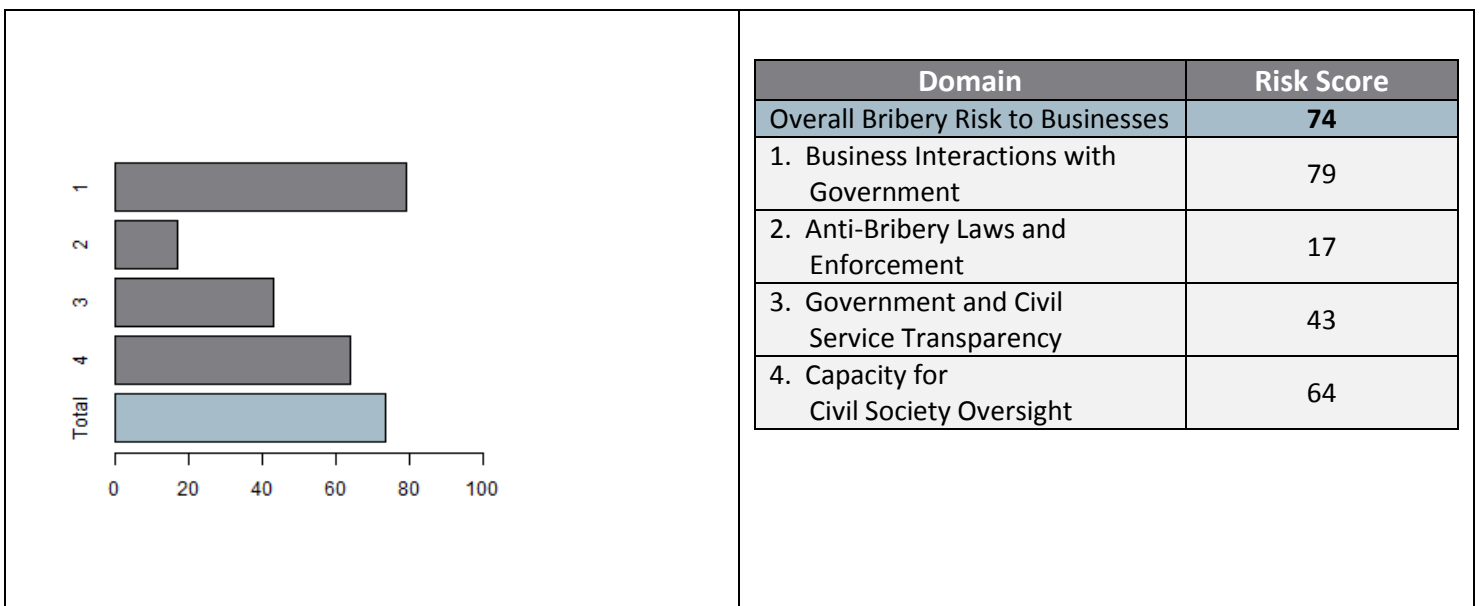 1
2
3
4
Total
0 20 40 60 80 100
Domain Risk Score
Overall Bribery Risk to Businesses 74
1. Business Interactions with
Government
79
2. Anti-Bribery Laws and
Enforcement
17
3. Government and Civil
Service Transparency
43
4. Capacity for
Civil Society Oversight
64